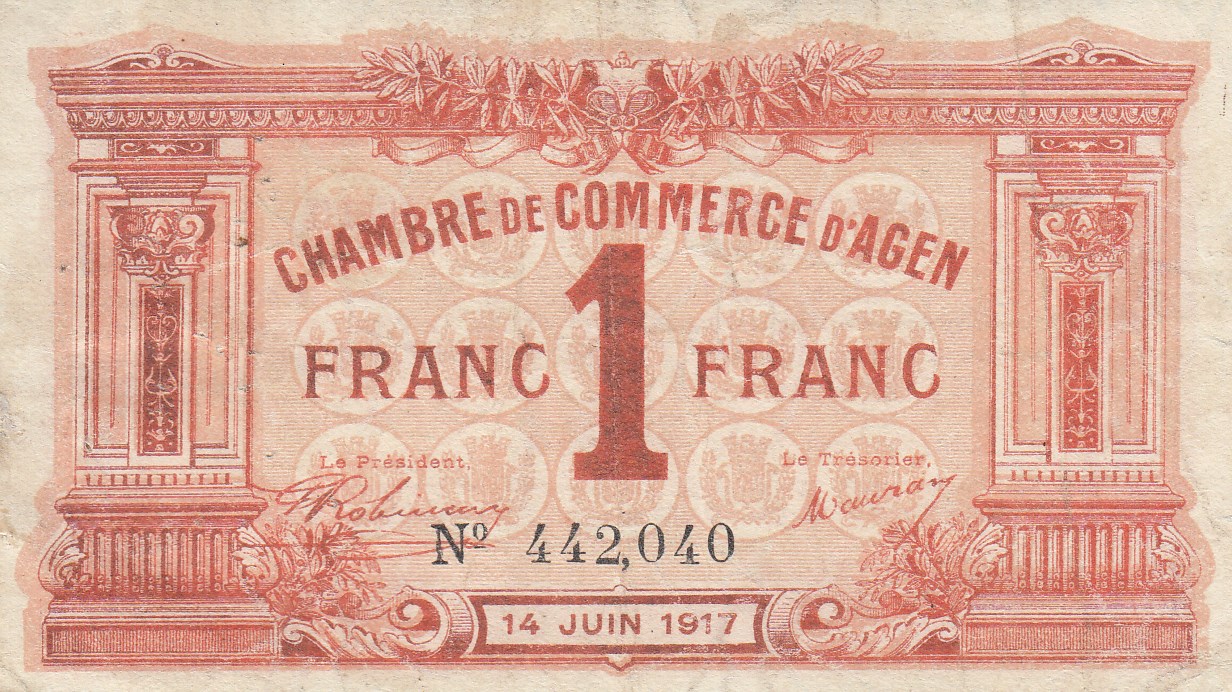 CHAMBRE DE COMMERCE D'AGEN
FRANC 1 FRANC
Le Président, Le Trésorier,
Nº 442,040
14 JUIN 1917